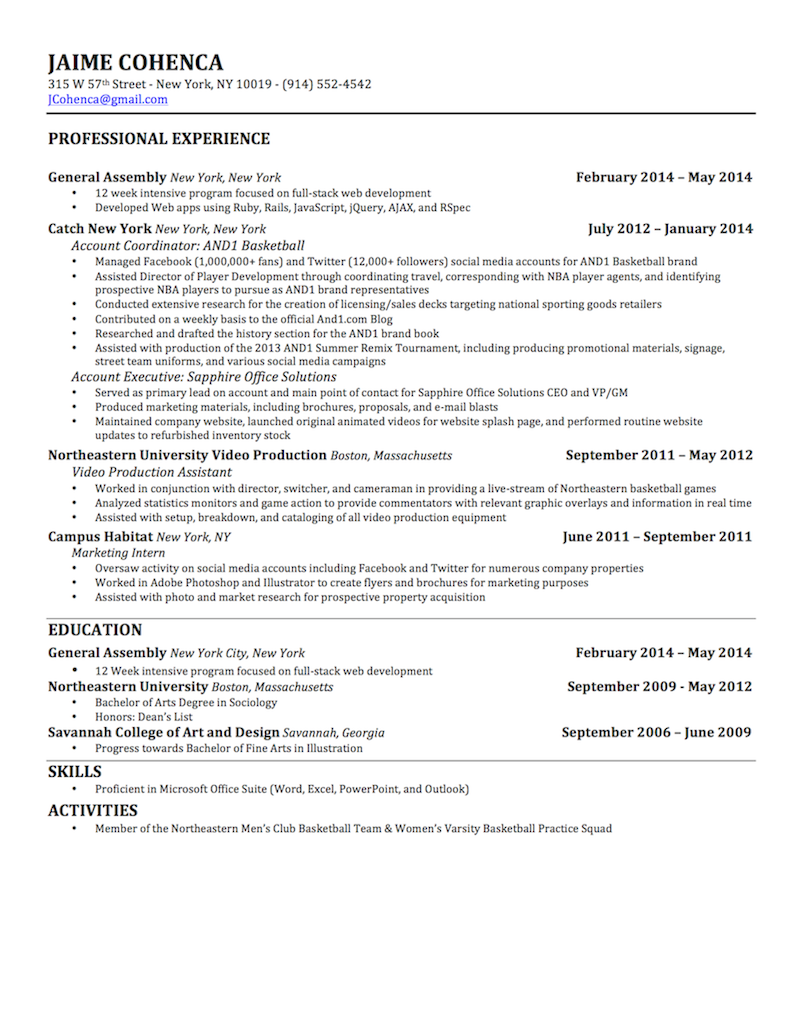 JAIME COHENCA
315 W 57th Street - New York, NY 10019 - (914) 552-4542
JCohenca@gmail.com
PROFESSIONAL EXPERIENCE
General Assembly New York, New York February 2014 – May 2014
• 12 week intensive program focused on full-stack web development
• Developed Web apps using Ruby, Rails, JavaScript, jQuery, AJAX, and RSpec
Catch New York New York, New York July 2012 – January 2014
Account Coordinator: AND1 Basketball
• Managed Facebook (1,000,000+ fans) and Twitter (12,000+ followers) social media accounts for AND1 Basketball brand
• Assisted Director of Player Development through coordinating travel, corresponding with NBA player agents, and identifying
prospective NBA players to pursue as AND1 brand representatives
• Conducted extensive research for the creation of licensing/sales decks targeting national sporting goods retailers
• Contributed on a weekly basis to the official And1.com Blog
• Researched and drafted the history section for the AND1 brand book
• Assisted with production of the 2013 AND1 Summer Remix Tournament, including producing promotional materials, signage,
street team uniforms, and various social media campaigns
Account Executive: Sapphire Office Solutions
• Served as primary lead on account and main point of contact for Sapphire Office Solutions CEO and VP/GM
• Produced marketing materials, including brochures, proposals, and e-mail blasts
• Maintained company website, launched original animated videos for website splash page, and performed routine website
updates to refurbished inventory stock
Northeastern University Video Production Boston, Massachusetts September 2011 – May 2012
Video Production Assistant
• Worked in conjunction with director, switcher, and cameraman in providing a live-stream of Northeastern basketball games
• Analyzed statistics monitors and game action to provide commentators with relevant graphic overlays and information in real time
• Assisted with setup, breakdown, and cataloging of all video production equipment
Campus Habitat New York, NY June 2011 – September 2011
Marketing Intern
• Oversaw activity on social media accounts including Facebook and Twitter for numerous company properties
• Worked in Adobe Photoshop and Illustrator to create flyers and brochures for marketing purposes
• Assisted with photo and market research for prospective property acquisition
EDUCATION
General Assembly New York City, New York February 2014 – May 2014
• 12 Week intensive program focused on full-stack web development
Northeastern University Boston, Massachusetts September 2009 - May 2012
• Bachelor of Arts Degree in Sociology
• Honors: Dean's List
Savannah College of Art and Design Savannah, Georgia September 2006 – June 2009
• Progress towards Bachelor of Fine Arts in Illustration
SKILLS
• Proficient in Microsoft Office Suite (Word, Excel, PowerPoint, and Outlook)
ACTIVITIES
• Member of the Northeastern Men's Club Basketball Team & Women's Varsity Basketball Practice Squad